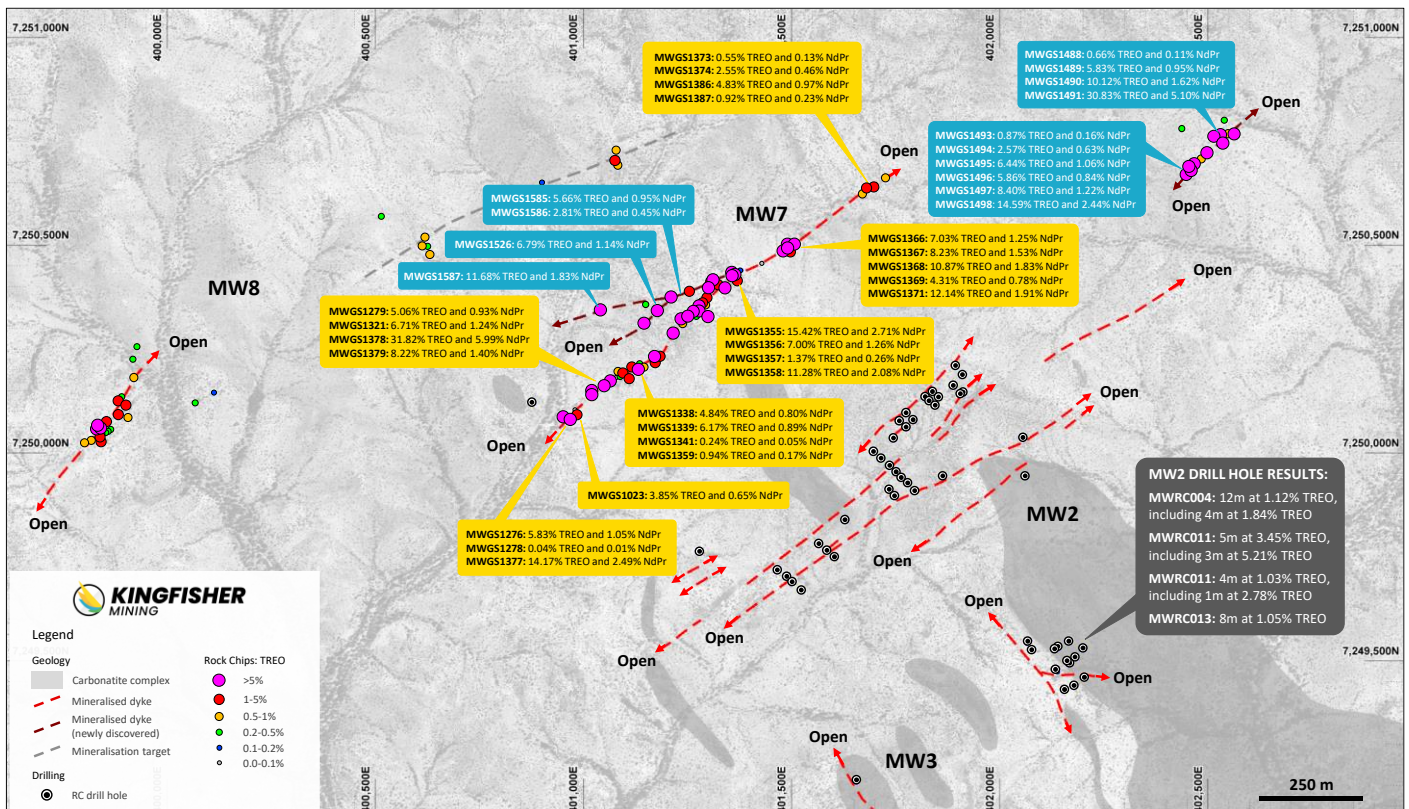 7,251,000N
400,000E
401,000E
402,000E
7,251,000N
MWGS1373: 0.55% TREO and 0.13% NdPr
MWGS1374: 2.55% TREO and 0.46% NdPr
MWGS1386: 4.83% TREO and 0.97% NdPr
MWGS1387: 0.92% TREO and 0.23% NdPr
MWGS1488: 0.66% TREO and 0.11% NdPr
MWGS1489: 5.83% TREO and 0.95% NdPr
MWGS1490: 10.12% TREO and 1.62% NdPr
MWGS1491: 30.83% TREO and 5.10% NdPr
Open
MWGS1493: 0.87% TREO and 0.16% NdPr
MWGS1494: 2.57% TREO and 0.63% NdPr
MWGS1495: 6.44% TREO and 1.06% NdPr
MWGS1496: 5.86% TREO and 0.84% NdPr
MWGS1497: 8.40% TREO and 1.22% NdPr
MWGS1498: 14.59% TREO and 2.44% NdPr
Open
Open
MWGS1585: 5.66% TREO and 0.95% NdPr
MWGS1586: 2.81% TREO and 0.45% NdPr
MW7
7,250,500N
7,250,500N
MWGS1526: 6.79% TREO and 1.14% NdPr
MWGS1366: 7.03% TREO and 1.25% NdPr
MWGS1367: 8.23% TREO and 1.53% NdPr
MWGS1368: 10.87% TREO and 1.83% NdPr
MWGS1369: 4.31% TREO and 0.78% NdPr
MWGS1371: 12.14% TREO and 1.91% NdPr
MWGS1587: 11.68% TREO and 1.83% NdPr
Open
MW8
MWGS1279: 5.06% TREO and 0.93% NdPr
MWGS1321: 6.71% TREO and 1.24% NdPr
MWGS1378: 31.82% TREO and 5.99% NdPr
MWGS1379: 8.22% TREO and 1.40% NdPr
Open
Open
MWGS1355: 15.42% TREO and 2.71% NdPr
MWGS1356: 7.00% TREO and 1.26% NdPr
MWGS1357: 1.37% TREO and 0.26% NdPr
MWGS1358: 11.28% TREO and 2.08% NdPr
Open
MWGS1338: 4.84% TREO and 0.80% NdPr
MWGS1339: 6.17% TREO and 0.89% NdPr
MWGS1341: 0.24% TREO and 0.05% NdPr
MWGS1359: 0.94% TREO and 0.17% NdPr
7,250,000N
Open
7,250,000N
MWGS1023: 3.85% TREO and 0.65% NdPr
Open
MW2
MW2 DRILL HOLE RESULTS:
MWRC004: 12m at 1.12% TREO,
including 4m at 1.84% TREO
MWRC011: 5m at 3.45% TREO,
including 3m at 5.21% TREO
MWRC011: 4m at 1.03% TREO,
including 1m at 2.78% TREO
MWRC013: 8m at 1.05% TREO
MWGS1276: 5.83% TREO and 1.05% NdPr
MWGS1278: 0.04% TREO and 0.01% NdPr
MWGS1377: 14.17% TREO and 2.49% NdPr
Open
Open
Open
Open
Open
KINGFISHER
MINING
Legend
Geology
Carbonatite complex
Mineralised dyke
Mineralised dyke
(newly discovered)
Mineralisation target
Drilling
RC drill hole
Rock Chips: TREO
>5%
1-5%
0.5-1%
0.2-0.5%
0.1-0.2%
0.0-0.1%
7,249,500N
Open
MW3
401,000E
402,000E
250 m